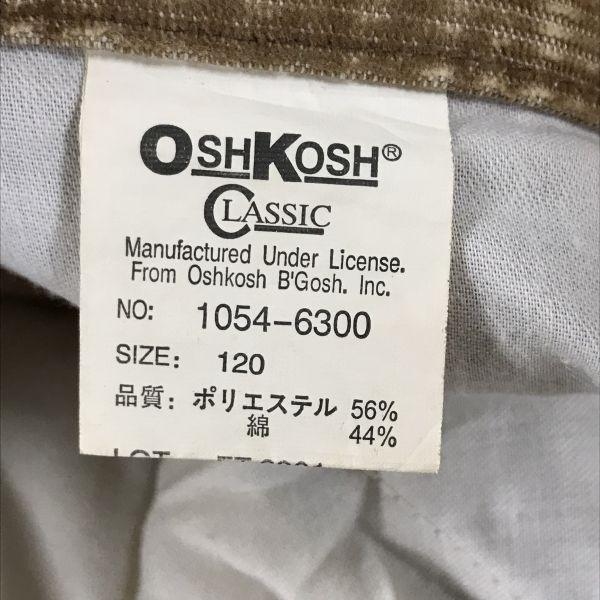 OSHKOSH®
CLASSIC
Manufactured Under License.
From Oshkosh B'Gosh. Inc.
NO: 1054-6300
SIZE: 120
品質: ポリエステル 56%
綿 44%